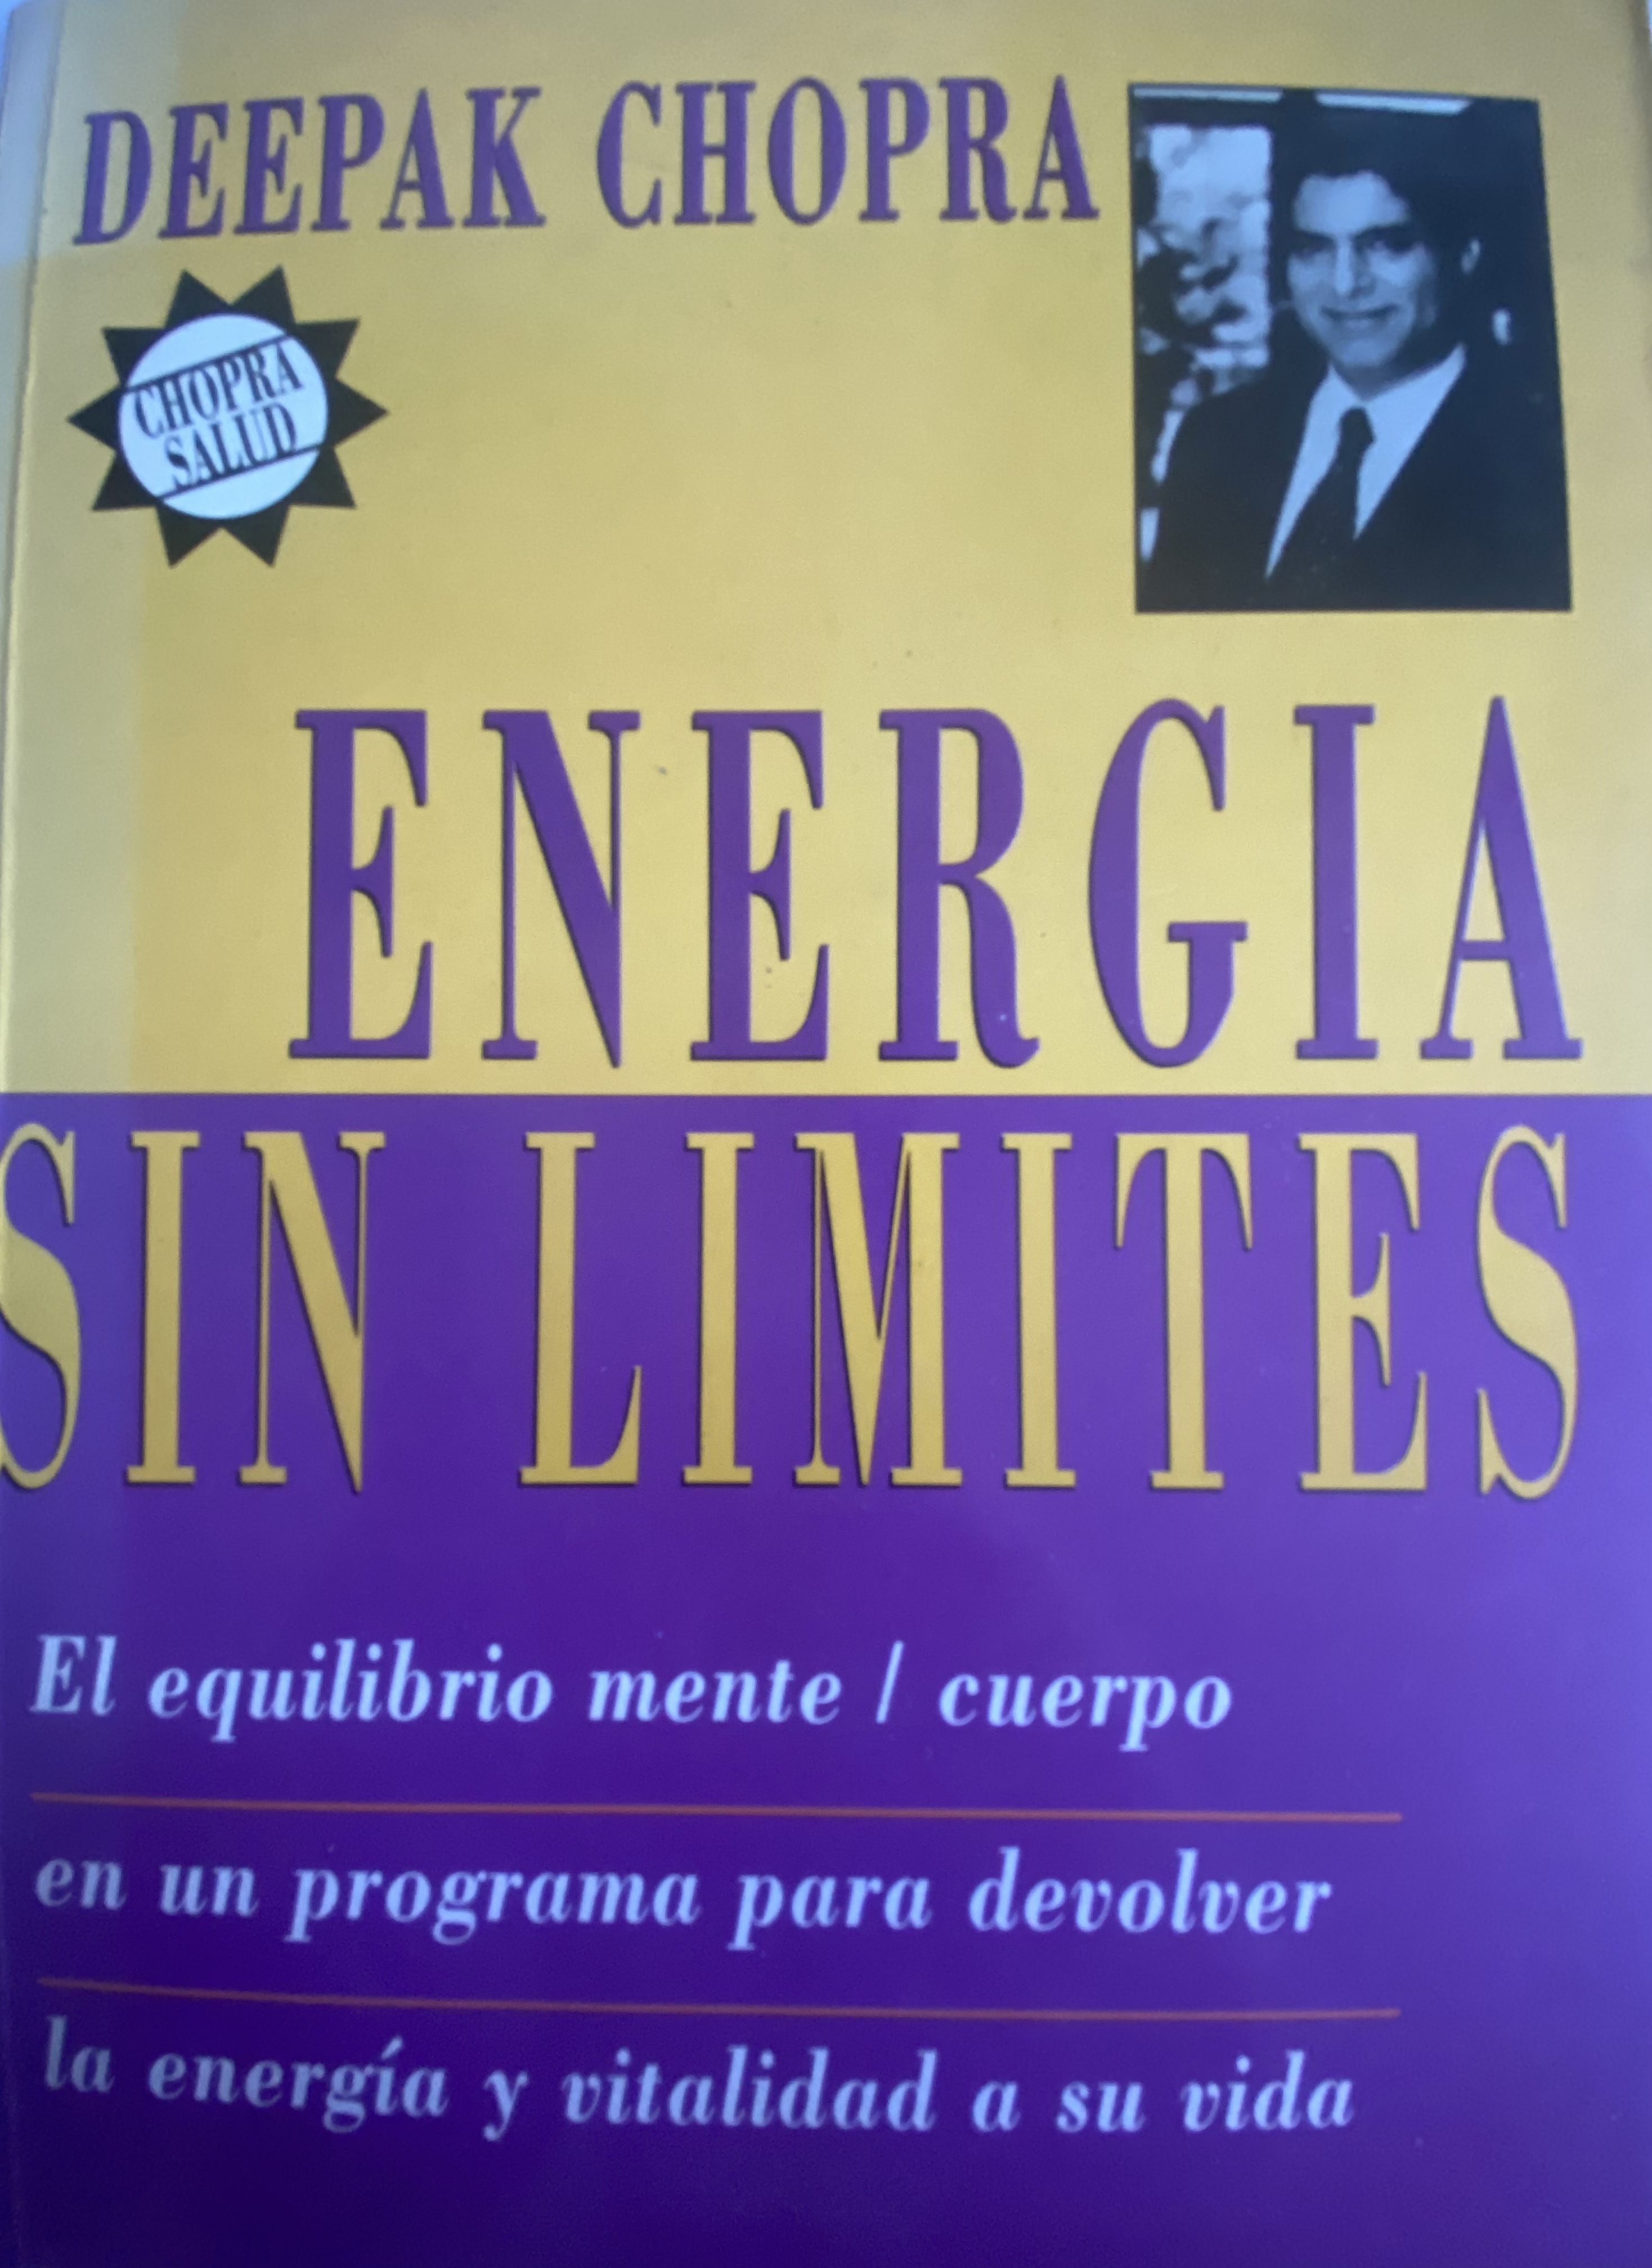 DEEPAK CHOPRA
CHOPRA
SALUD
ENERGIA
SIN LIMITES
El equilibrio mente / cuerpo
en un programa para devolver
la energía y vitalidad a su vida